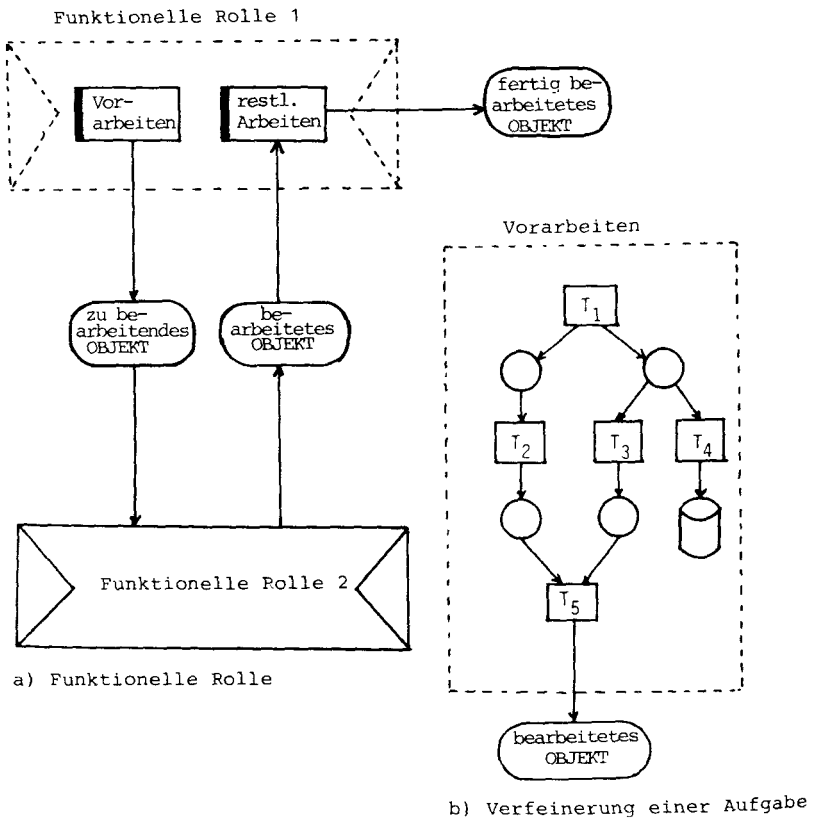 Funktionelle Rolle 1
Vor-
arbeiten
restl.
Arbeiten
fertig be-
arbeitetes
OBJEKT
zu be-
arbeitendes
OBJEKT
be-
arbeitetes
OBJEKT
Funktionelle Rolle 2
a) Funktionelle Rolle
Vorarbeiten
T1
T2
T3
T4
T5
bearbeitetes
OBJEKT
b) Verfeinerung einer Aufgabe